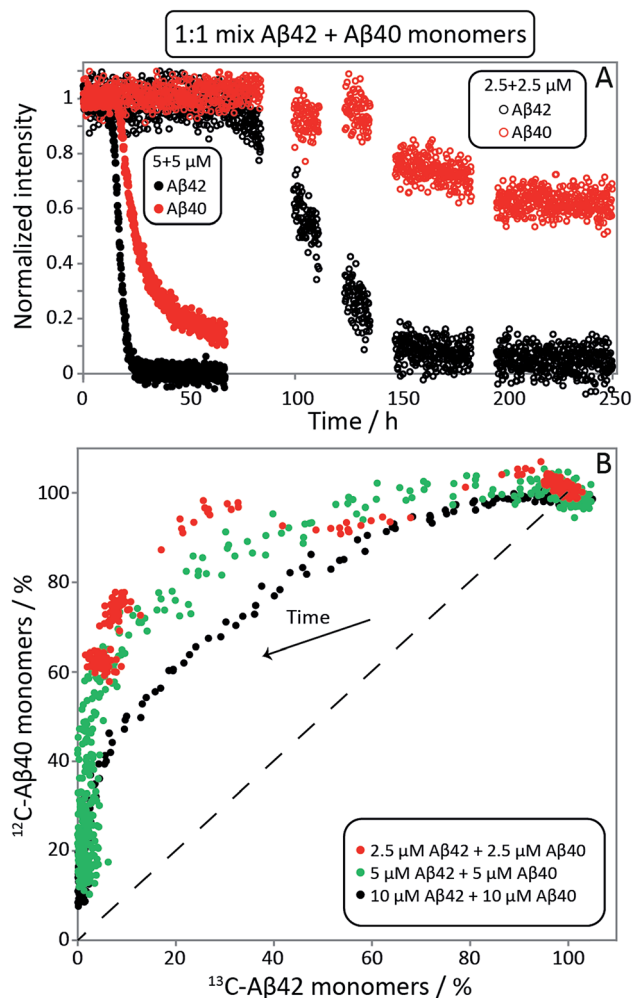 1:1 mix Aβ42 + Aβ40 monomers
A
2.5+2.5 µM
Aβ42
Aβ40
5+5 µM
Aβ42
Aβ40
Normalized intensity
1
0.8
0.6
0.4
0.2
0
0 50 100 150 200 250
Time / h
B
Time
¹²C-Aβ40 monomers / %
100
80
60
40
20
0
2.5 µM Aβ42 + 2.5 µM Aβ40
5 µM Aβ42 + 5 µM Aβ40
10 µM Aβ42 + 10 µM Aβ40
0 20 40 60 80 100
¹³C-Aβ42 monomers / %